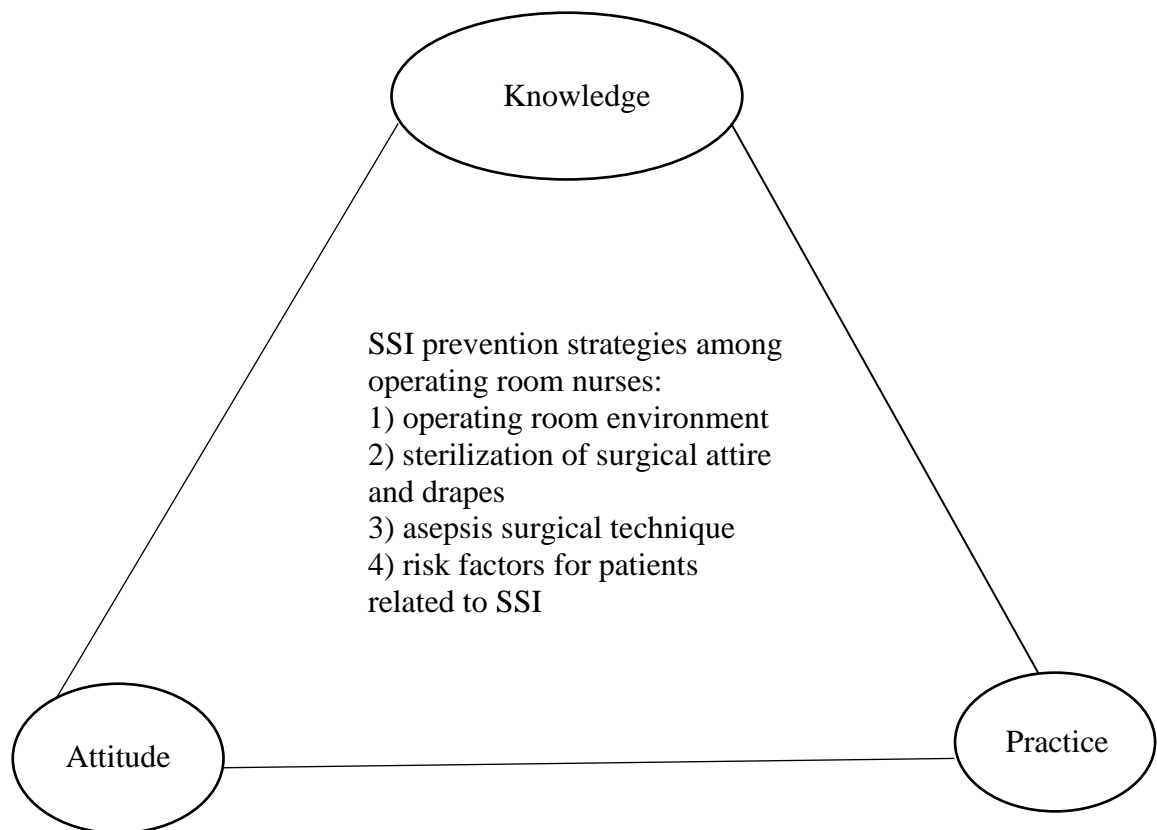 Knowledge
SSI prevention strategies among
operating room nurses:
1) operating room environment
2) sterilization of surgical attire
and drapes
3) asepsis surgical technique
4) risk factors for patients
related to SSI
Attitude
Practice